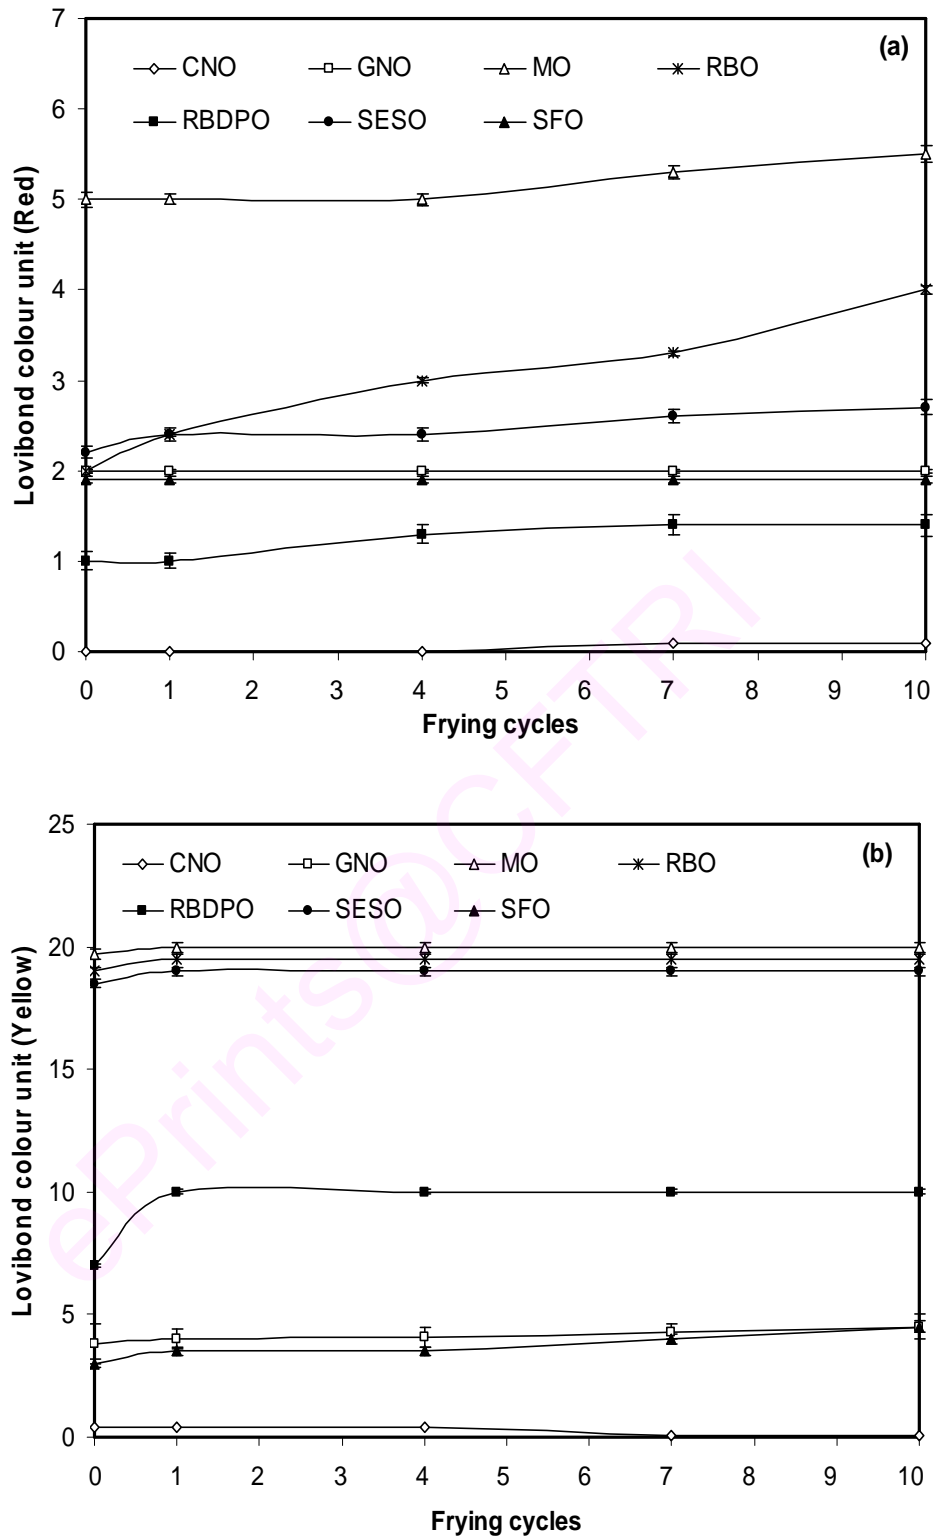 7
(a)
CNO GNO MO RBO
6
RBDPO SESO SFO
5
4
3
2
1
0
Lovibond colour unit (Red)
0 1 2 3 4 5 6 7 8 9 10
Frying cycles
25
(b)
CNO GNO MO RBO
RBDPO SESO SFO
20
15
10
5
0
Lovibond colour unit (Yellow)
0 1 2 3 4 5 6 7 8 9 10
Frying cycles
ePrints@CFTRI